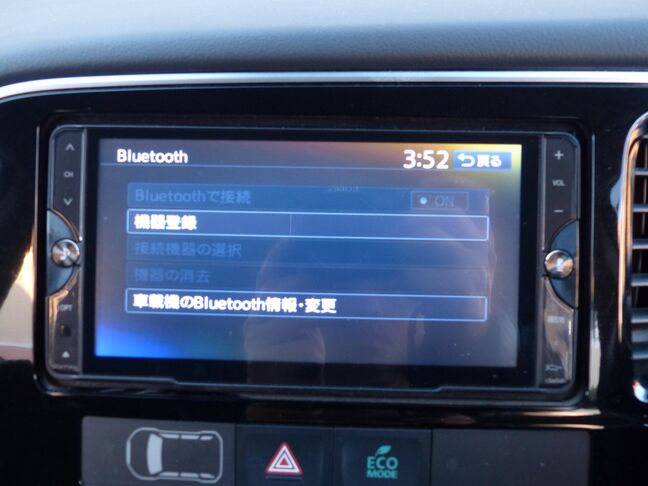 Bluetooth
3:52 戻る
Bluetoothで接続
ON
機器登録
接続機器の選択
機器の消去
車載機のBluetooth情報・変更
CH
VOL
OPT
ECO
MODE